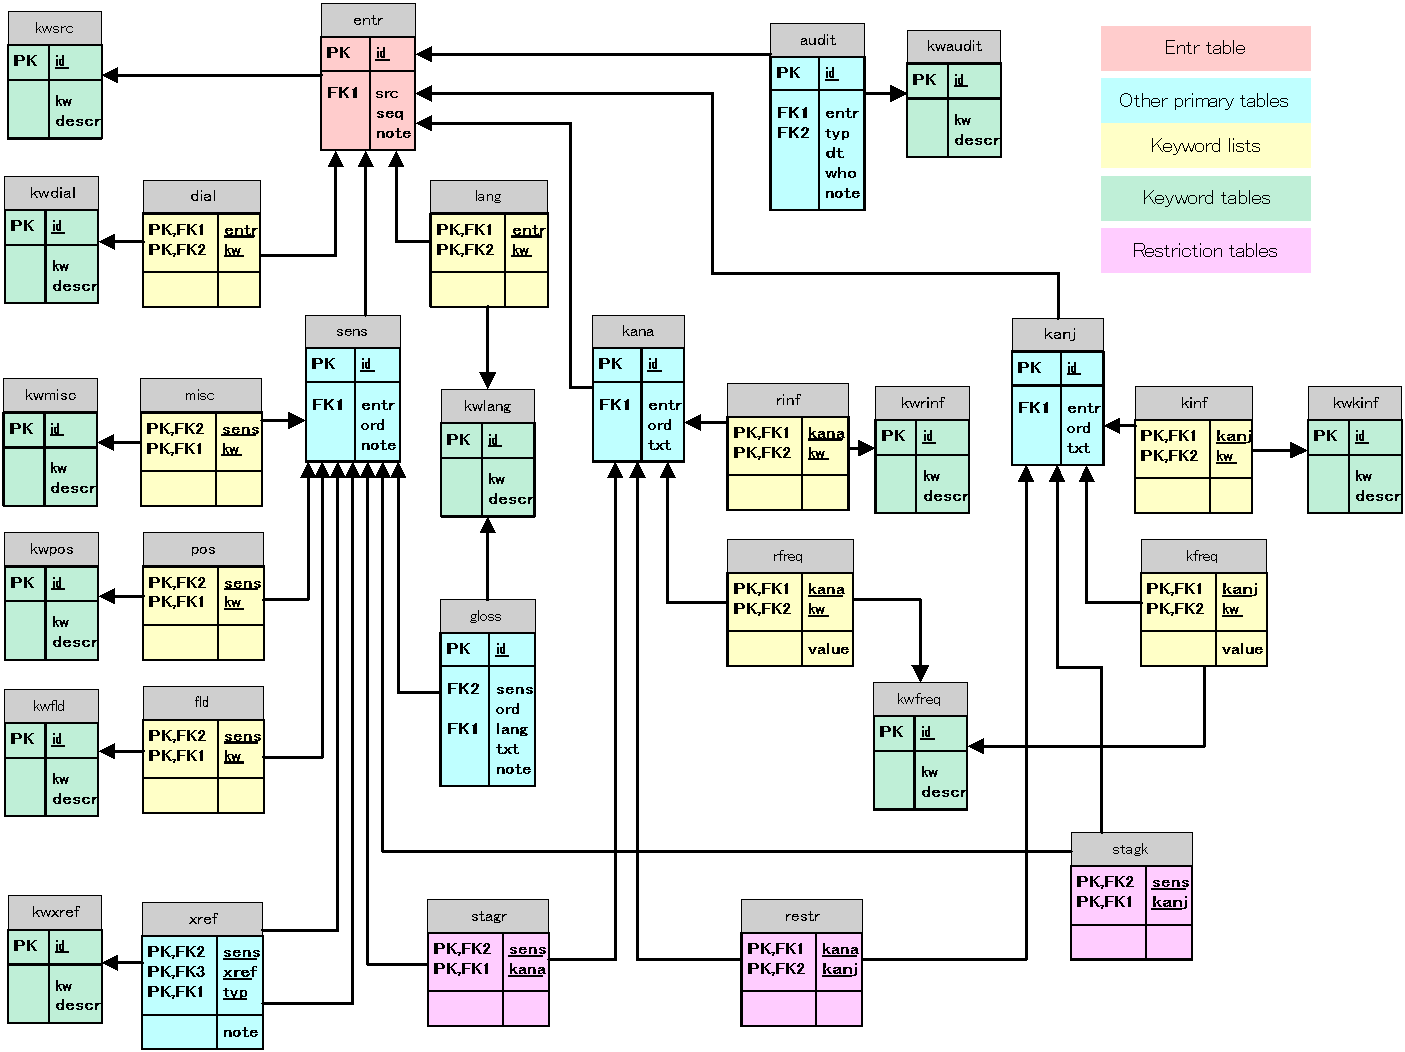 kwsrc
PK id
kw
descr
entr
PK id
FK1 src
seq
note
audit
PK id
FK1 entr
FK2 typ
dt
who
note
kwaudit
PK id
kw
descr
Entr table
Other primary tables
Keyword lists
Keyword tables
Restriction tables
kwdial
PK id
kw
descr
dial
PK,FK1 entr
PK,FK2 kw
lang
PK,FK1 entr
PK,FK2 kw
sens
PK id
FK1 entr
ord
note
kana
PK id
FK1 entr
ord
txt
kanj
PK id
FK1 entr
ord
txt
kwmisc
PK id
kw
descr
misc
PK,FK2 sens
PK,FK1 kw
kwlang
PK id
kw
descr
rinf
PK,FK1 kana
PK,FK2 kw
kwrinf
PK id
kw
descr
kinf
PK,FK1 kanj
PK,FK2 kw
kwkinf
PK id
kw
descr
kwpos
PK id
kw
descr
pos
PK,FK2 sens
PK,FK1 kw
gloss
PK id
FK2 sens
ord
FK1 lang
txt
note
rfreq
PK,FK1 kana
PK,FK2 kw
value
kfreq
PK,FK1 kanj
PK,FK2 kw
value
kwfld
PK id
kw
descr
fld
PK,FK2 sens
PK,FK1 kw
kwfreq
PK id
kw
descr
stagk
PK,FK2 sens
PK,FK1 kanj
kwxref
PK id
kw
descr
xref
PK,FK2 sens
PK,FK3 xref
PK,FK1 typ
note
stagr
PK,FK2 sens
PK,FK1 kana
restr
PK,FK1 kana
PK,FK2 kanj